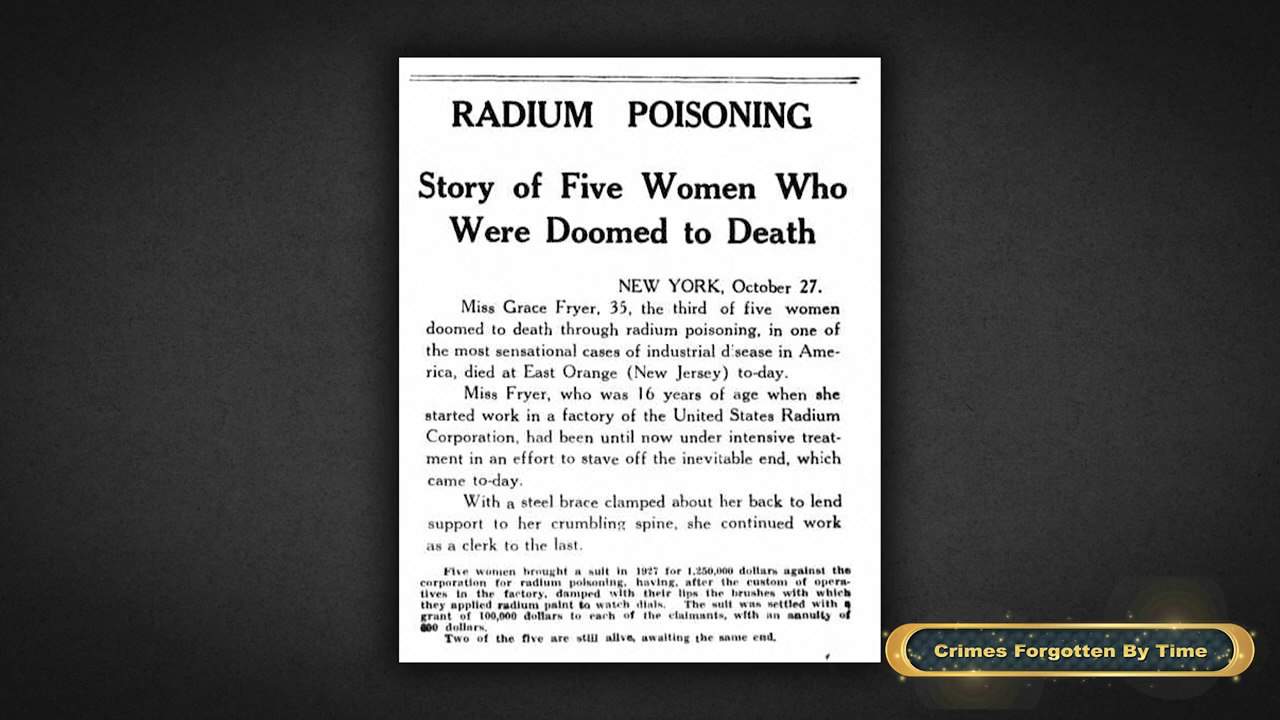 RADIUM POISONING
Story of Five Women Who
Were Doomed to Death
NEW YORK, October 27.
Miss Grace Fryer, 35, the third of five women
doomed to death through radium poisoning, in one of
the most sensational cases of industrial d sease in Ame-
rica, died at East Orange (New Jersey) to-day.
Miss Fryer, who was 16 years of age when she
started work in a factory of the United States Radium
Corporation, had been until now under intensive treat-
ment in an effort to stave off the inevitable end, which
came to-day.
With a steel brace clamped about her back to lend
support to her crumbling spine, she continued work
as a clerk to the last.
Five women brought a suit in 1927 for 1,250,000 dollars against the
corporation for radium poisoning, having, after the custom of opera-
tives in the factory, damped with their lips the brushes with which
they applied radium paint to watch dials. The suit was settled with a
grant of 100,000 dollars to each of the claimants, with an annuity of
dollars.
Two of the five are still alive, awaiting the same end.
Crimes Forgotten By Time